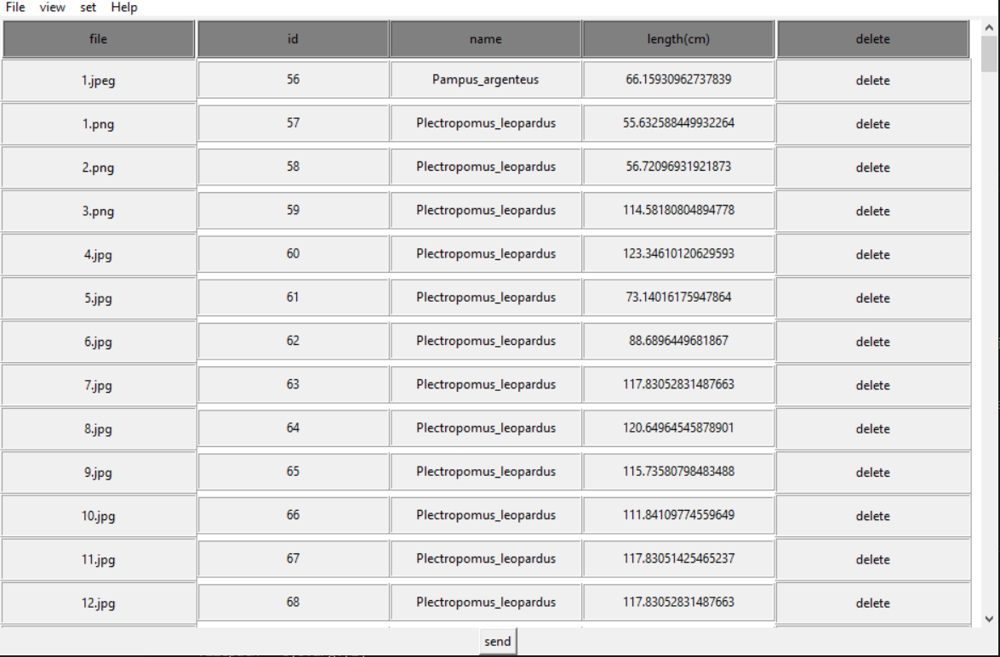 File view set Help
file id name length(cm) delete
1.jpeg 56 Pampus_argenteus 66.15930962737839 delete
1.png 57 Plectropomus_leopardus 55.632588449932264 delete
2.png 58 Plectropomus_leopardus 56.72096931921873 delete
3.png 59 Plectropomus_leopardus 114.58180804894778 delete
4.jpg 60 Plectropomus_leopardus 123.34610120629593 delete
5.jpg 61 Plectropomus_leopardus 73.14016175947864 delete
6.jpg 62 Plectropomus_leopardus 88.6896449681867 delete
7.jpg 63 Plectropomus_leopardus 117.83052831487663 delete
8.jpg 64 Plectropomus_leopardus 120.64964545878901 delete
9.jpg 65 Plectropomus_leopardus 115.73580798483488 delete
10.jpg 66 Plectropomus_leopardus 111.84109774559649 delete
11.jpg 67 Plectropomus_leopardus 117.83051425465237 delete
12.jpg 68 Plectropomus_leopardus 117.83052831487663 delete
send